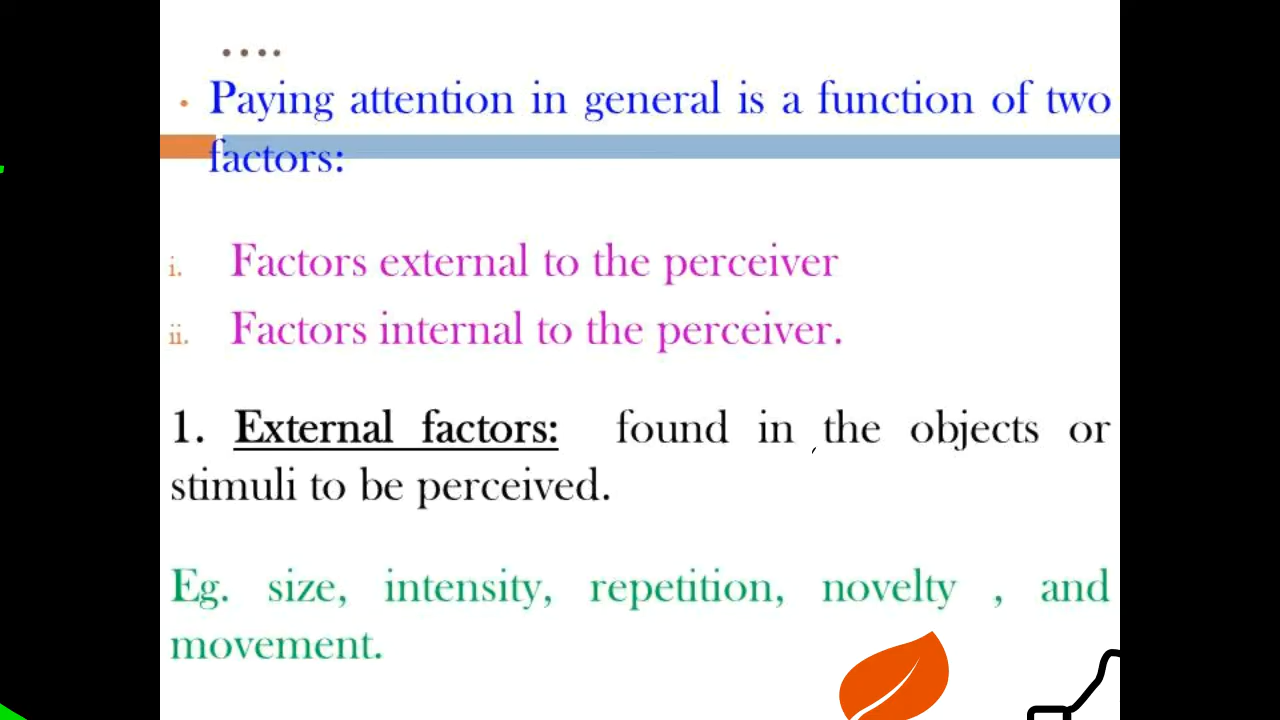 ....
• Paying attention in general is a function of two
factors:
i. Factors external to the perceiver
ii. Factors internal to the perceiver.
1. External factors: found in the objects or
stimuli to be perceived.
Eg. size, intensity, repetition, novelty , and
movement.